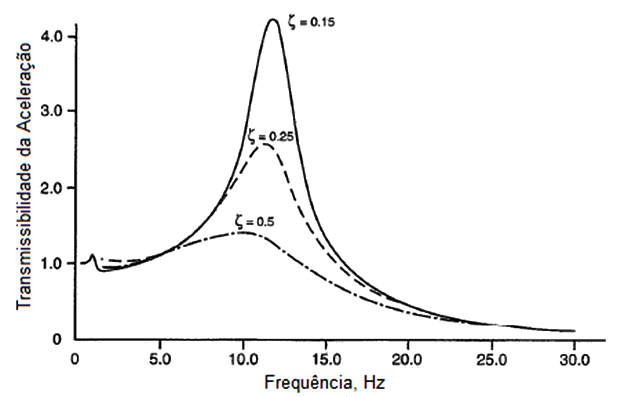 Transmissibilidade da Aceleração
4.0
3.0
2.0
1.0
0
ζ = 0.15
ζ = 0.25
ζ = 0.5
0 5.0 10.0 15.0 20.0 25.0 30.0
Frequência, Hz